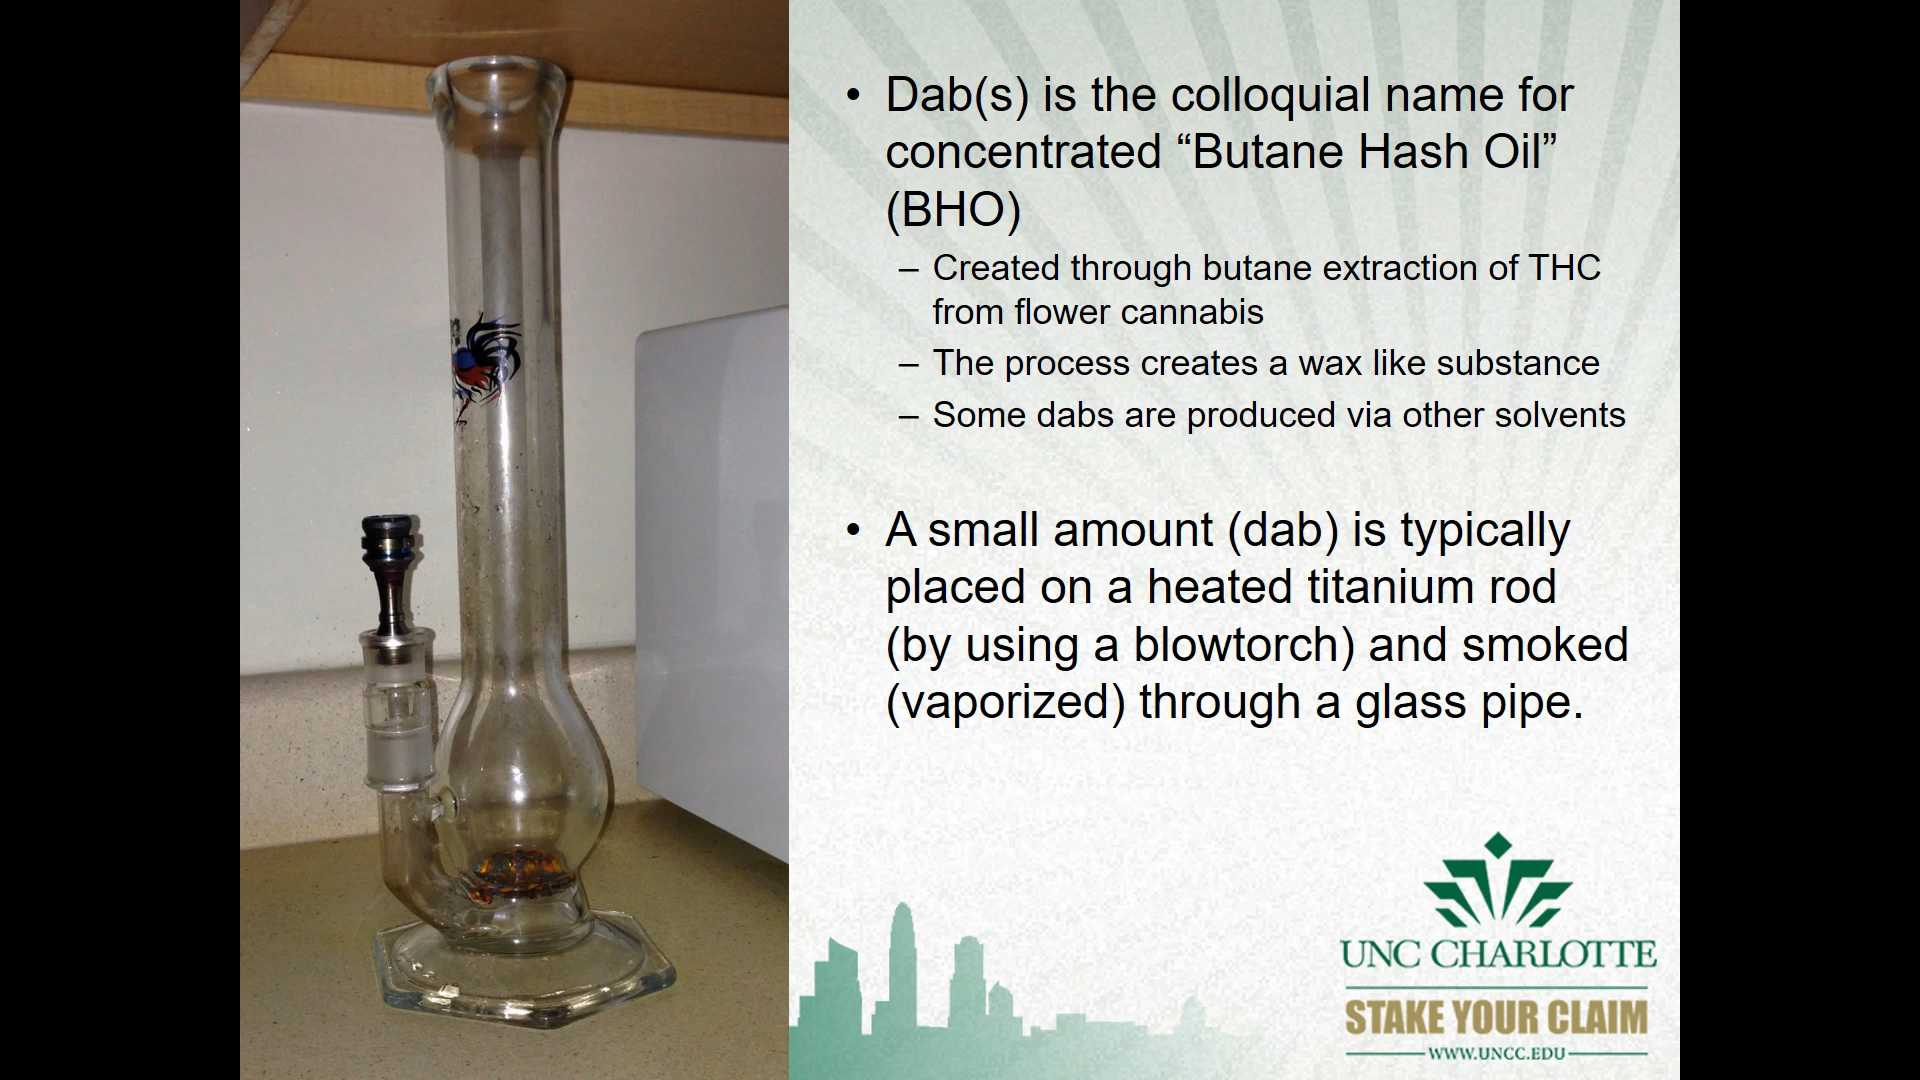 • Dab(s) is the colloquial name for
concentrated “Butane Hash Oil”
(BHO)
– Created through butane extraction of THC
from flower cannabis
– The process creates a wax like substance
– Some dabs are produced via other solvents
• A small amount (dab) is typically
placed on a heated titanium rod
(by using a blowtorch) and smoked
(vaporized) through a glass pipe.
UNC CHARLOTTE
STAKE YOUR CLAIM
WWW.UNCC.EDU